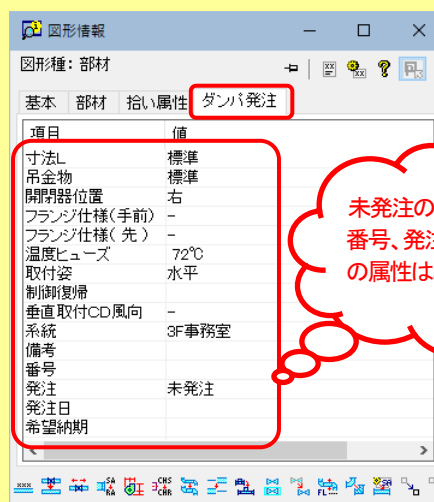 図形情報
図形種：部材
基本 部材 拾い属性 ダンパ発注
項目 値
寸法L 標準
吊金物 標準
開閉器位置 右
フランジ仕様(手前) -
フランジ仕様( 先 ) -
温度ヒューズ 72℃
取付姿 水平
制御復帰
垂直取付CD風向 -
系統 3F事務室
備考
番号
発注 未発注
発注日
希望納期
未発注の
番号、発注
の属性は